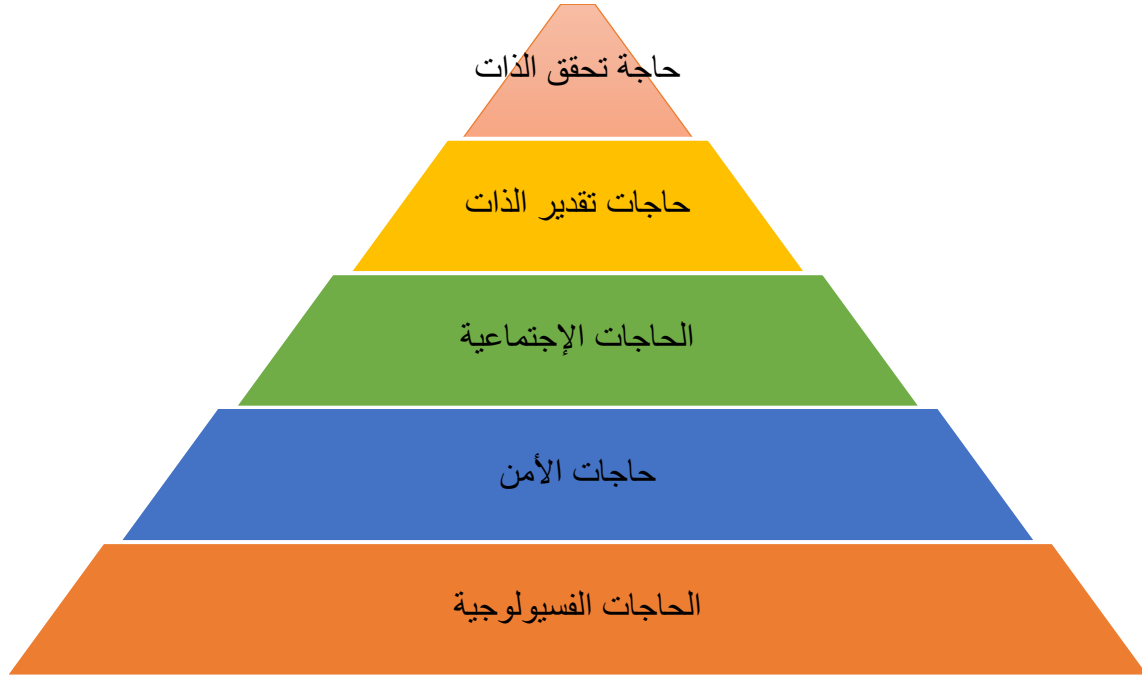 حاجة تحقق الذات
حاجات تقدير الذات
الحاجات الإجتماعية
حاجات الأمن
الحاجات الفسيولوجية